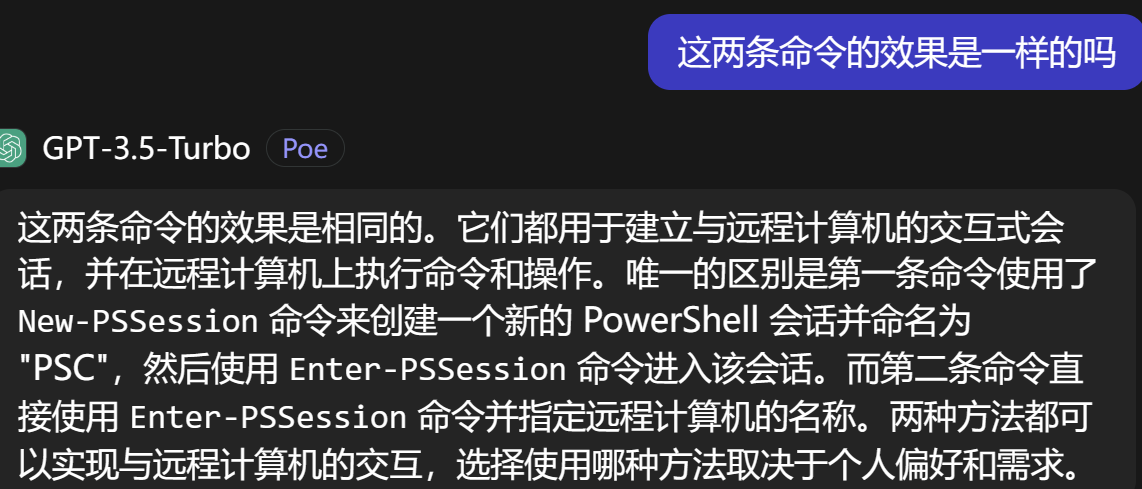 这两条命令的效果是一样的吗
GPT-3.5-Turbo Poe
这两条命令的效果是相同的。它们都用于建立与远程计算机的交互式会
话，并在远程计算机上执行命令和操作。唯一的区别是第一条命令使用了
New-PSSession 命令来创建一个新的 PowerShell 会话并命名为
"PSC"，然后使用 Enter-PSSession 命令进入该会话。而第二条命令直
接使用 Enter-PSSession 命令并指定远程计算机的名称。两种方法都可
以实现与远程计算机的交互，选择使用哪种方法取决于个人偏好和需求。